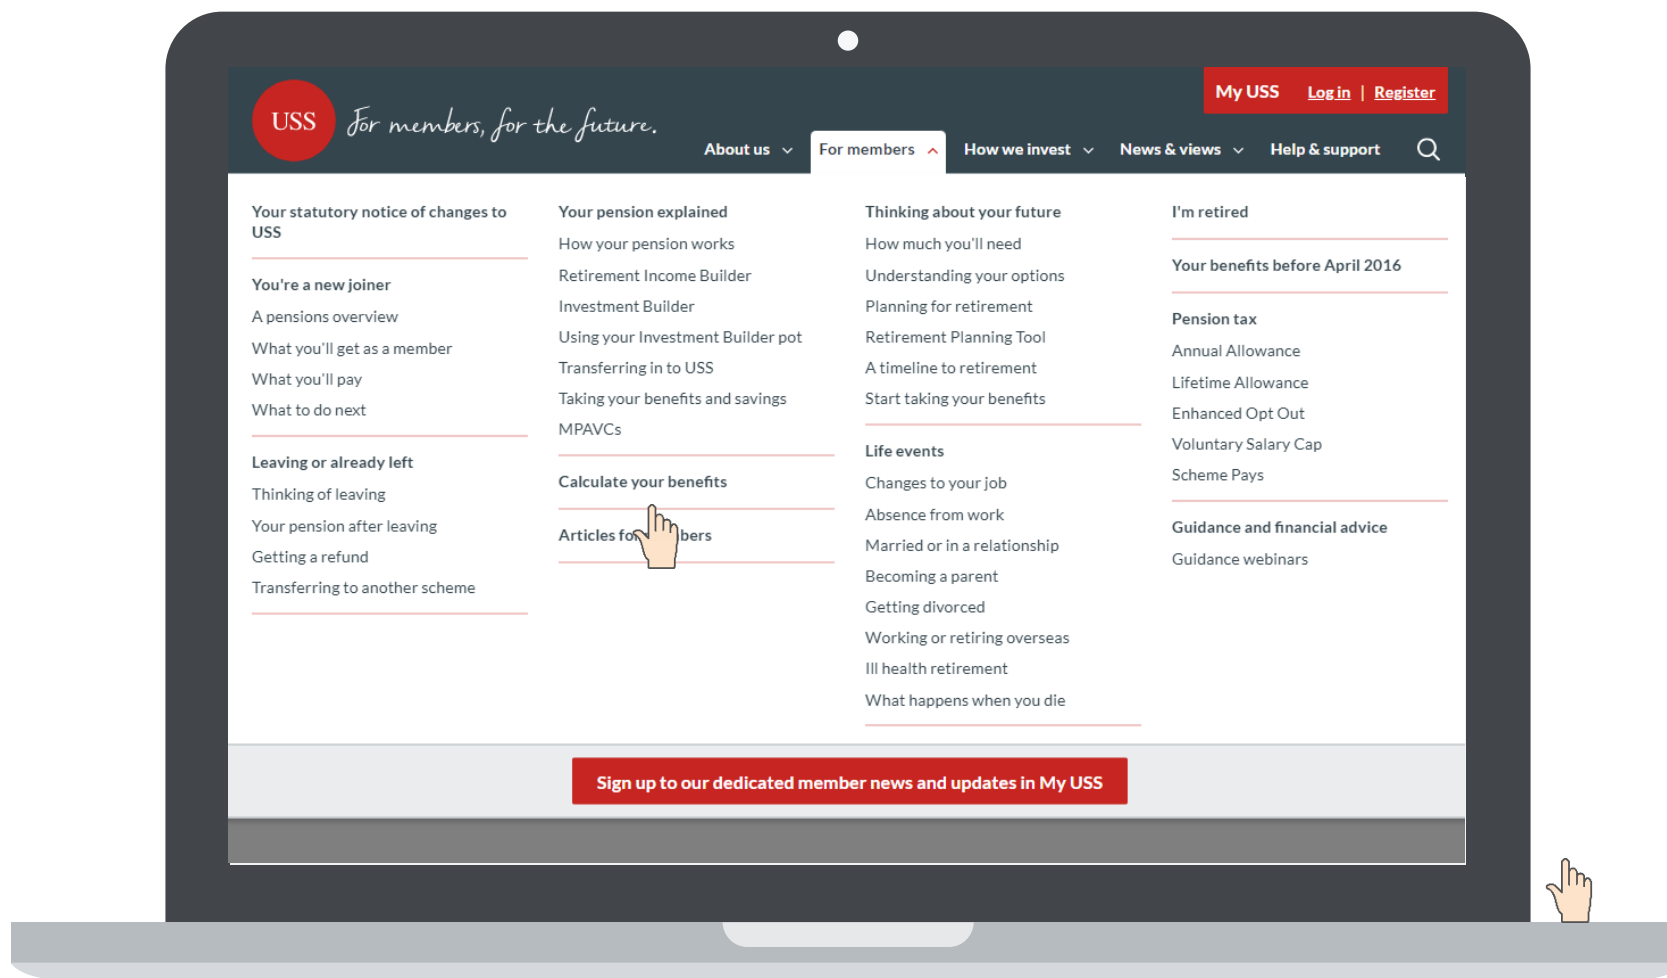 USS
For members, for the future.
My USS Log in | Register
About us For members How we invest News & views Help & support
Your statutory notice of changes to
USS
You're a new joiner
A pensions overview
What you'll get as a member
What you'll pay
What to do next
Leaving or already left
Thinking of leaving
Your pension after leaving
Getting a refund
Transferring to another scheme
Your pension explained
How your pension works
Retirement Income Builder
Investment Builder
Using your Investment Builder pot
Transferring in to USS
Taking your benefits and savings
MPAVCs
Calculate your benefits
Articles
Thinking about your future
How much you'll need
Understanding your options
Planning for retirement
Retirement Planning Tool
A timeline to retirement
Start taking your benefits
Life events
Changes to your job
Absence from work
Married or in a relationship
Becoming a parent
Getting divorced
Working or retiring overseas
Ill health retirement
What happens when you die
I'm retired
Your benefits before April 2016
Pension tax
Annual Allowance
Lifetime Allowance
Enhanced Opt Out
Voluntary Salary Cap
Scheme Pays
Guidance and financial advice
Guidance webinars
Sign up to our dedicated member news and updates in My USS